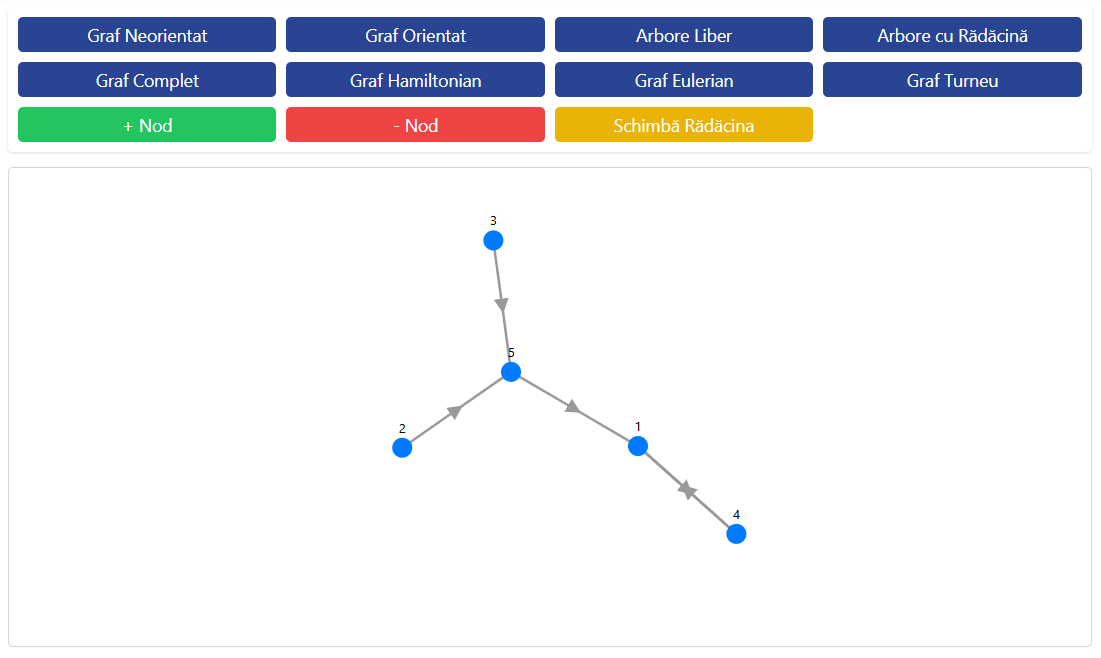 Graf Neorientat
Graf Orientat
Arbore Liber
Arbore cu Rădăcină
Graf Complet
Graf Hamiltonian
Graf Eulerian
Graf Turneu
+ Nod
- Nod
Schimbă Rădăcina
3
5
2
1
4